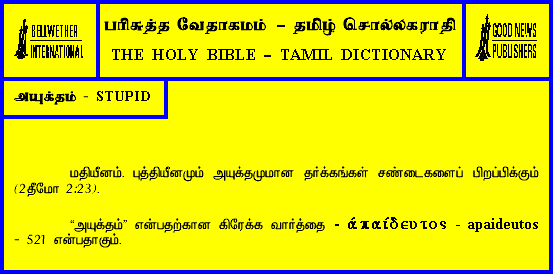 BELLWETHER
INTERNATIONAL
பரிசுத்த வேதாகமம் – தமிழ் சொல்லகராதி
THE HOLY BIBLE – TAMIL DICTIONARY
GOOD NEWS
PUBLISHERS
அயுக்தம் - STUPID
மதியீனம். புத்தியீனமும் அயுக்தமுமான தர்க்கங்கள் சண்டைகளைப் பிறப்பிக்கும்
(2தீமோ 2:23).
“அயுக்தம்” என்பதற்கான கிரேக்க வார்த்தை - ἀπαίδευτος - apaideutos
– 521 என்பதாகும்.